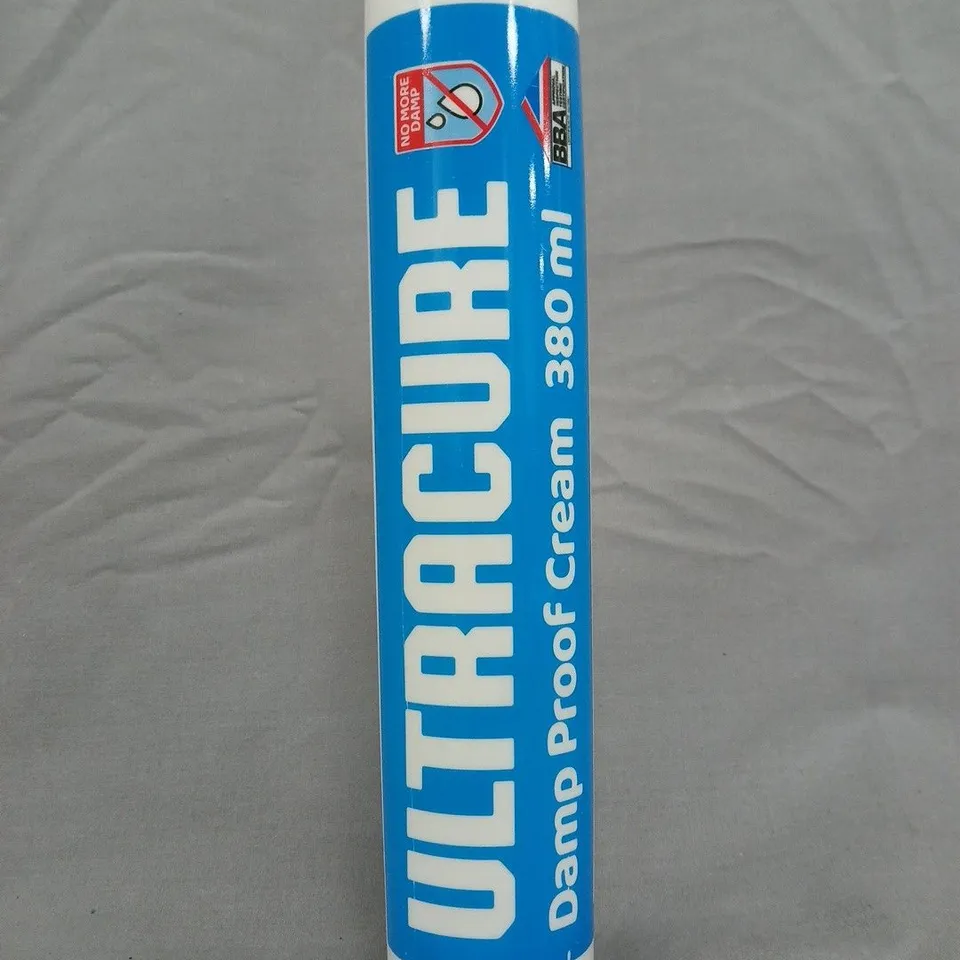 NO MORE
DAMP
BBA
ULTRACURE
Damp Proof Cream 380 ml